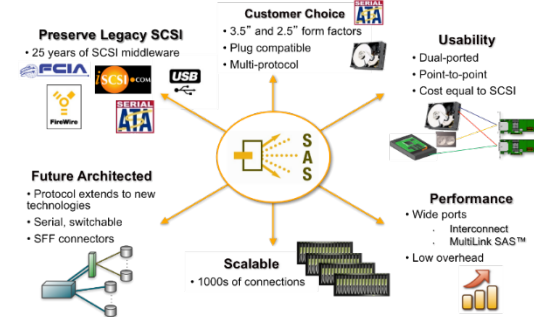 Preserve Legacy SCSI
• 25 years of SCSI middleware
FCIA
iSCSI.COM
USB
FireWire
SERIAL
ATA
Customer Choice
• 3.5” and 2.5” form factors
• Plug compatible
• Multi-protocol
SERIAL
ATA
Usability
• Dual-ported
• Point-to-point
• Cost equal to SCSI
SAS
Future Architected
• Protocol extends to new
technologies
• Serial, switchable
• SFF connectors
Scalable
• 1000s of connections
Performance
• Wide ports
• Interconnect
• MultiLink SAS™
• Low overhead